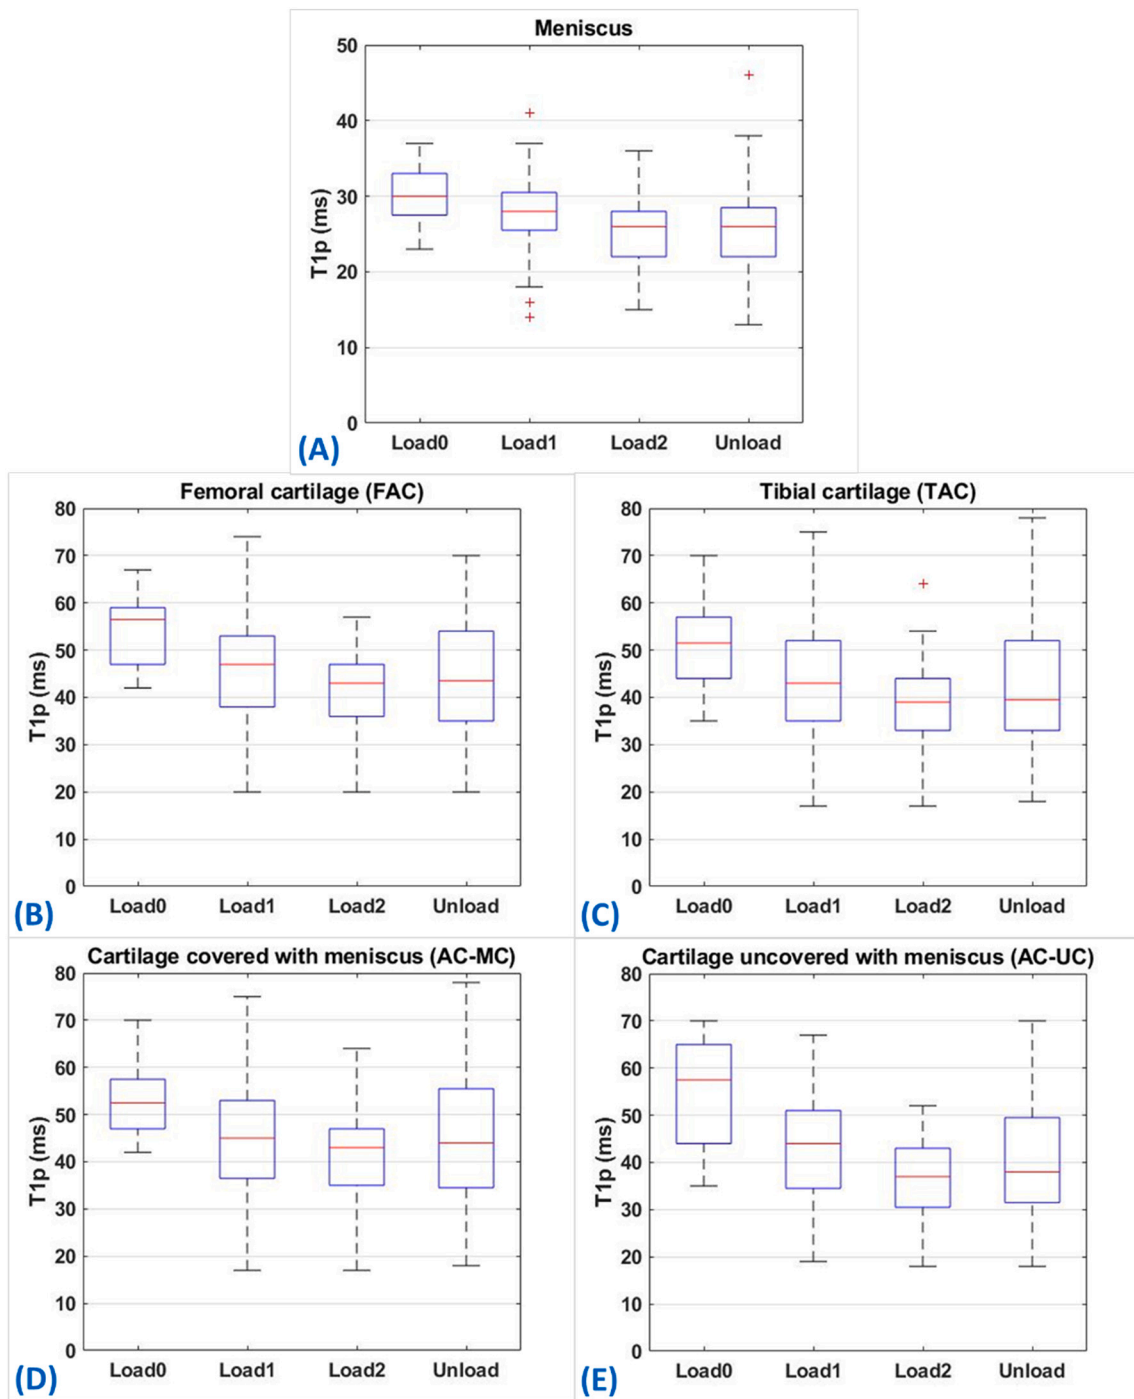 Meniscus
50
40
30
20
10
0
T1p (ms)
Load0 Load1 Load2 Unload
(A)
Femoral cartilage (FAC)
80
70
60
50
40
30
20
10
0
T1p (ms)
Load0 Load1 Load2 Unload
(B)
Tibial cartilage (TAC)
80
70
60
50
40
30
20
10
0
T1p (ms)
Load0 Load1 Load2 Unload
(C)
Cartilage covered with meniscus (AC-MC)
80
70
60
50
40
30
20
10
0
T1p (ms)
Load0 Load1 Load2 Unload
(D)
Cartilage uncovered with meniscus (AC-UC)
80
70
60
50
40
30
20
10
0
T1p (ms)
Load0 Load1 Load2 Unload
(E)